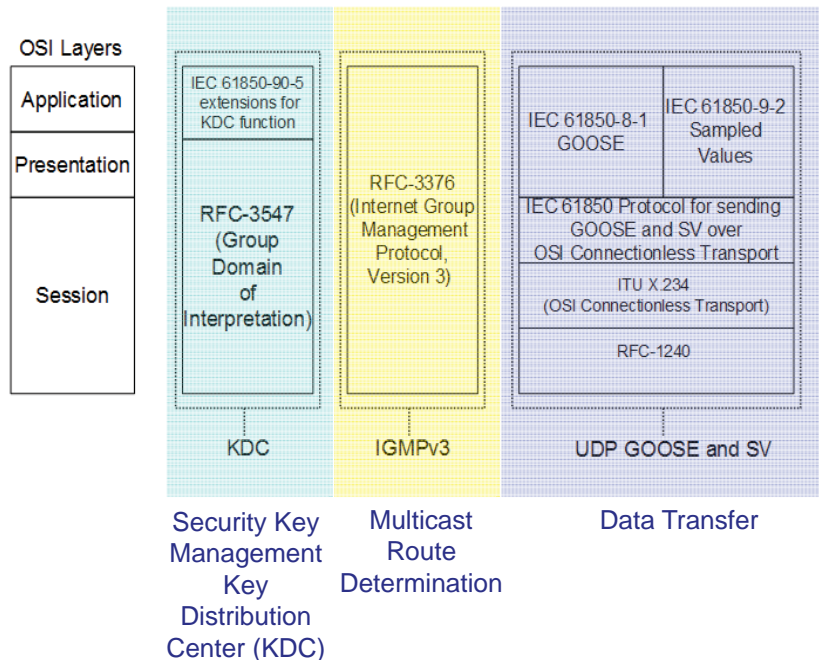 OSI Layers
Application
Presentation
Session
IEC 61850-90-5
extensions for
KDC function
RFC-3547
(Group
Domain
of
Interpretation)
KDC
RFC-3376
(Internet Group
Management
Protocol,
Version 3)
IGMPv3
IEC 61850-8-1
GOOSE
IEC 61850-9-2
Sampled
Values
IEC 61850 Protocol for sending
GOOSE and SV over
OSI Connectionless Transport
ITU X.234
(OSI Connectionless Transport)
RFC-1240
UDP GOOSE and SV
Security Key
Management
Key
Distribution
Center (KDC)
Multicast
Route
Determination
Data Transfer